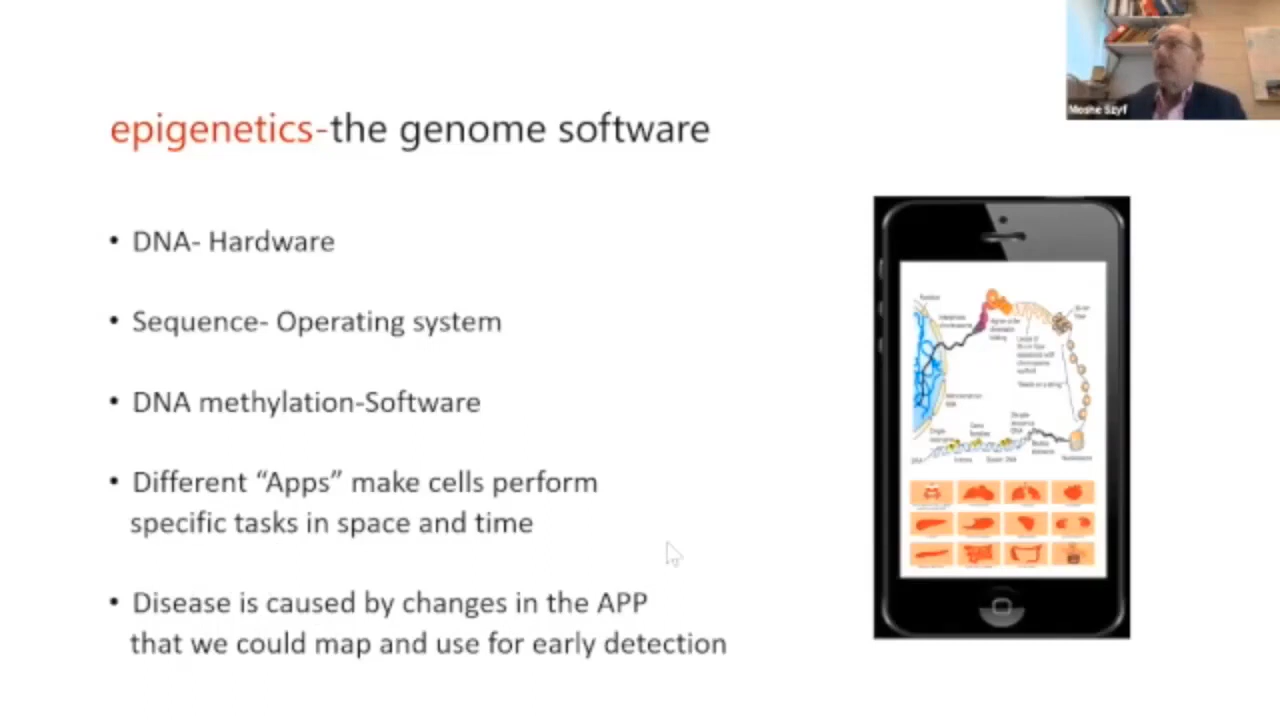 Moshe Szyf
epigenetics-the genome software
• DNA- Hardware
• Sequence- Operating system
• DNA methylation-Software
• Different “Apps” make cells perform
specific tasks in space and time
• Disease is caused by changes in the APP
that we could map and use for early detection
DNA